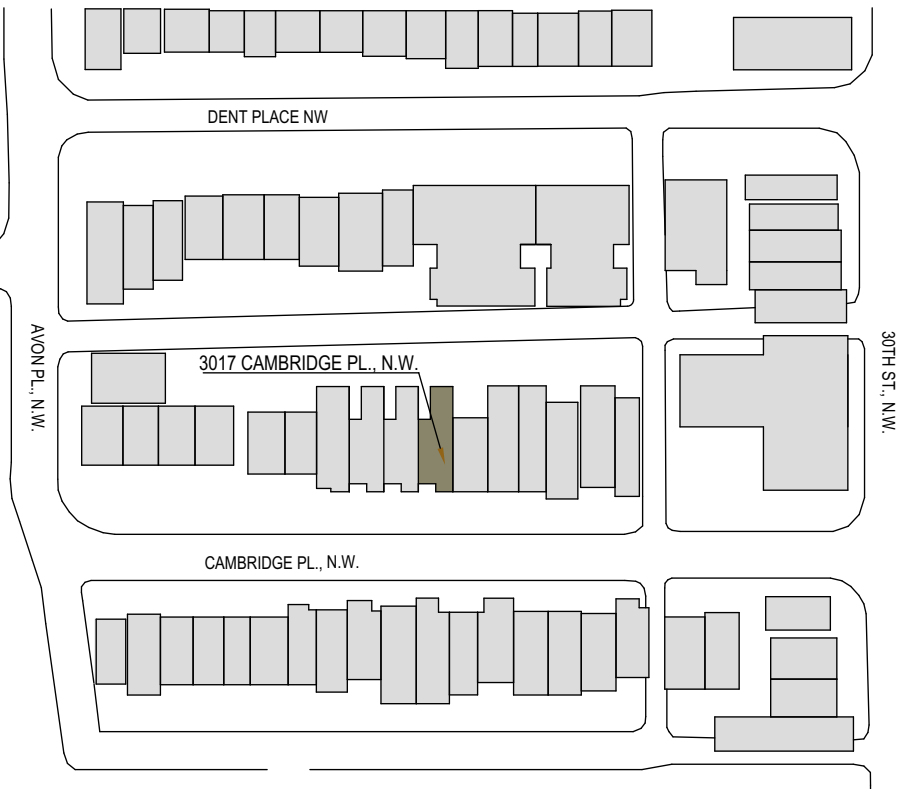 DENT PLACE NW
AVON PL., N.W.
3017 CAMBRIDGE PL., N.W.
30TH ST., N.W.
CAMBRIDGE PL., N.W.